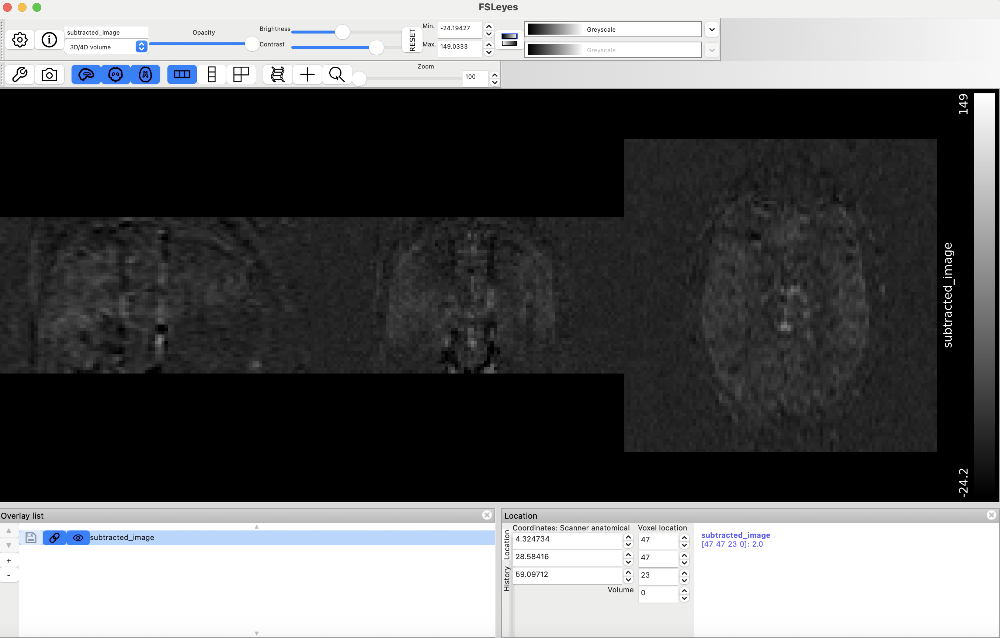 FSLeyes
subtracted_image
3D/4D volume
Opacity
Brightness
Contrast
RESET
Min.
-24.19427
Max.
149.0333
Greyscale
Greyscale
Zoom
100
149
subtracted_image
-24.2
Overlay list
subtracted_image
+
-
Location
Location
History
Coordinates: Scanner anatomical
Voxel location
4.324734
47
28.58416
47
59.09712
23
Volume
0
subtracted_image
[47 47 23 0]: 2.0